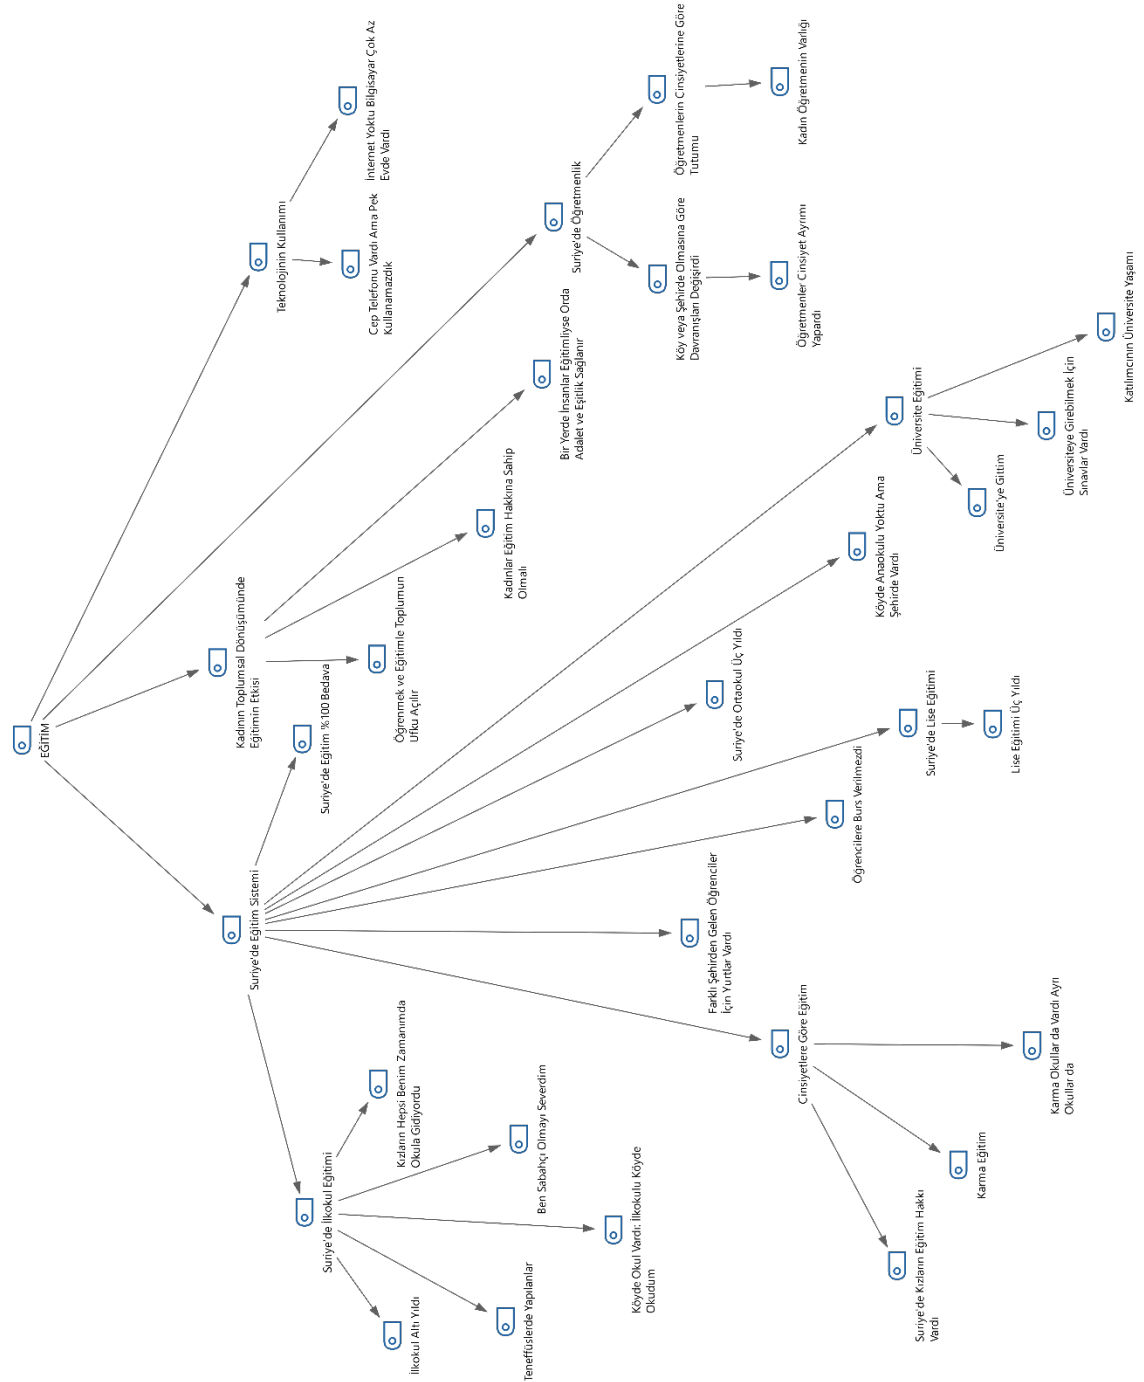 EĞİTİM
Teknolojinin Kullanımı
İnternet Yoktu Bilgisayar Çok Az
Evde Vardı
Cep Telefonu Vardı Ama Pek
Kullanamazdık
Suriye'de Öğretmenlik
Öğretmenlerin Cinsiyetlerine Göre
Tutumu
Kadın Öğretmenin Varlığı
Köy veya Şehirde Olmasına Göre
Davranışları Değişirdi
Öğretmenler Cinsiyet Ayrımı
Yapardı
Kadının Toplumsal Dönüşümünde
Eğitimin Etkisi
Bir Yerde İnsanlar Eğitimliyse Orda
Adalet ve Eşitlik Sağlanır
Kadınlar Eğitim Hakkına Sahip
Olmalı
Öğrenmek ve Eğitimle Toplumun
Ufku Açılır
Suriye'de Eğitim Sistemi
Suriye'de Eğitim %100 Bedava
Üniversite Eğitimi
Katılımcının Üniversite Yaşamı
Üniversiteye Girebilmek İçin
Sınavlar Vardı
Üniversite'ye Gittim
Köyde Anaokulu Yoktu Ama
Şehirde Vardı
Suriye'de Ortaokul Üç Yıldı
Suriye'de Lise Eğitimi
Lise Eğitimi Üç Yıldı
Öğrencilere Burs Verilmezdi
Farklı Şehirden Gelen Öğrenciler
İçin Yurtlar Vardı
Cinsiyetlere Göre Eğitim
Karma Okullar da Vardı Ayrı
Okullar da
Karma Eğitim
Suriye'de Kızların Eğitim Hakkı
Vardı
Suriye'de İlkokul Eğitimi
Kızların Hepsi Benim Zamanımda
Okula Gidiyordu
Ben Sabahçı Olmayı Severdim
Köyde Okul Vardı: İlkokulu Köyde
Okudum
Teneffüslerde Yapılanlar
İlkokul Altı Yıldı